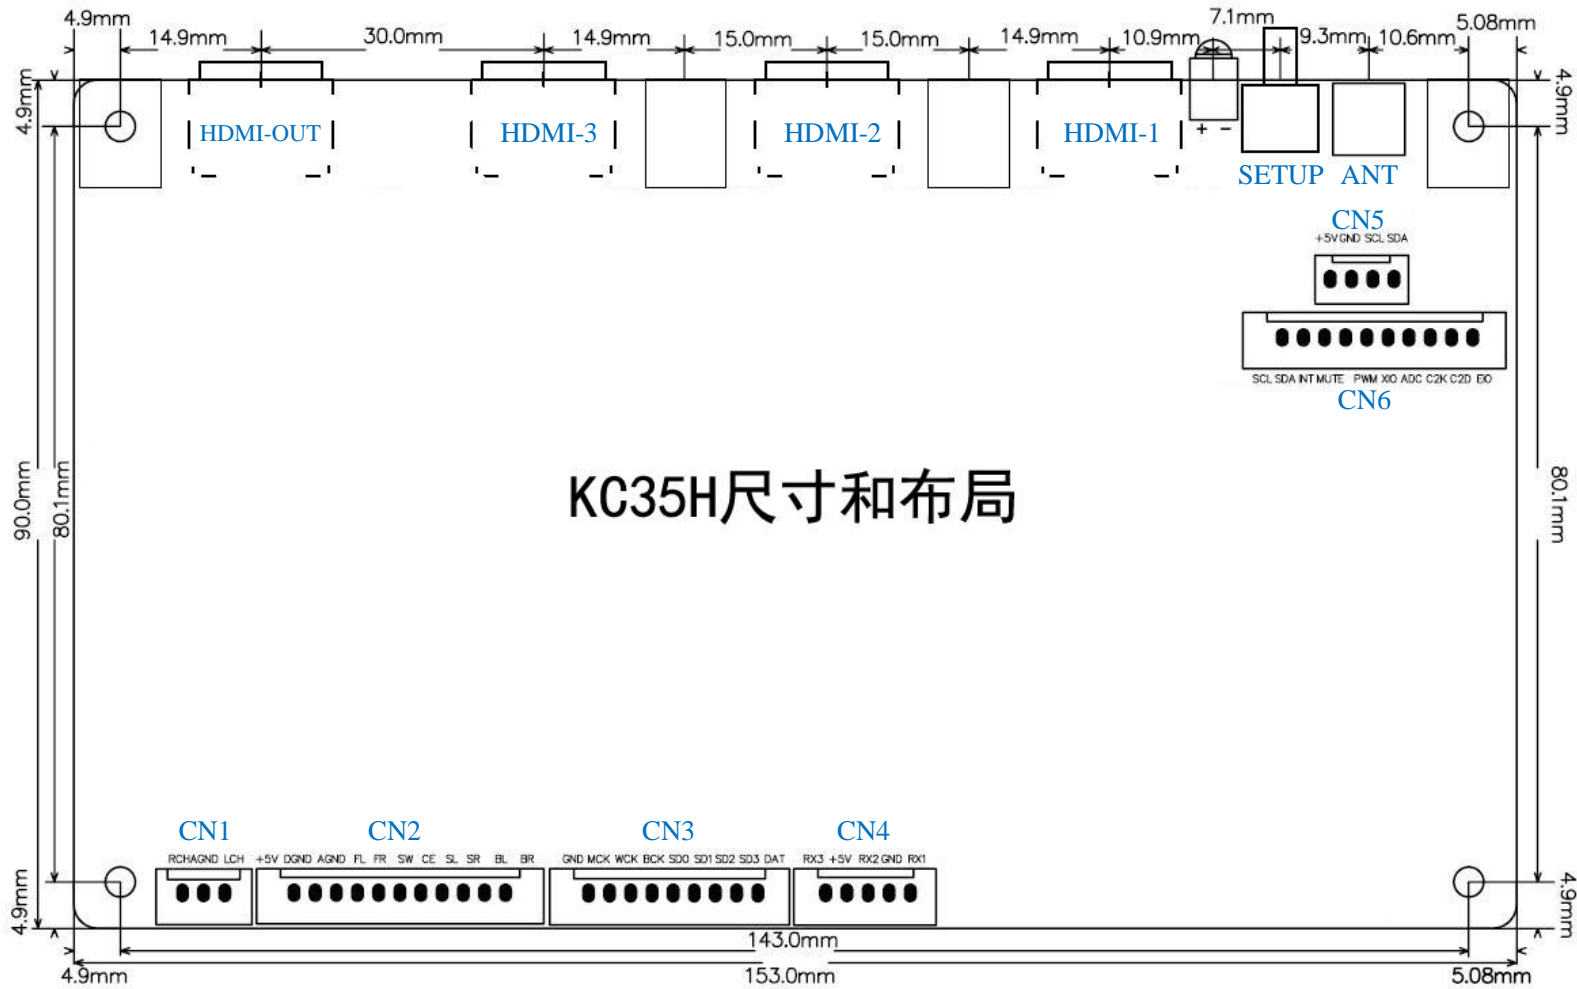 4.9mm 7.1mm 5.08mm
14.9mm 30.0mm 14.9mm 15.0mm 15.0mm 14.9mm 10.9mm 9.3mm 10.6mm
4.9mm 4.9mm
HDMI-OUT HDMI-3 HDMI-2 HDMI-1 + −
SETUP ANT
CN5
+5V GND SCL SDA
SCL SDA INT MUTE PWM XIO ADC C2K C2D EIO
CN6
90.0mm 80.1mm KC35H尺寸和布局 80.1mm
CN1 CN2 CN3 CN4
RCH AGND LCH +5V DGND AGND FL FR SW CE SL SR BL BR GND MCK WCK BCK SD0 SD1 SD2 SD3 DAT RX3 +5V RX2 GND RX1
4.9mm 4.9mm
143.0mm
4.9mm 153.0mm 5.08mm